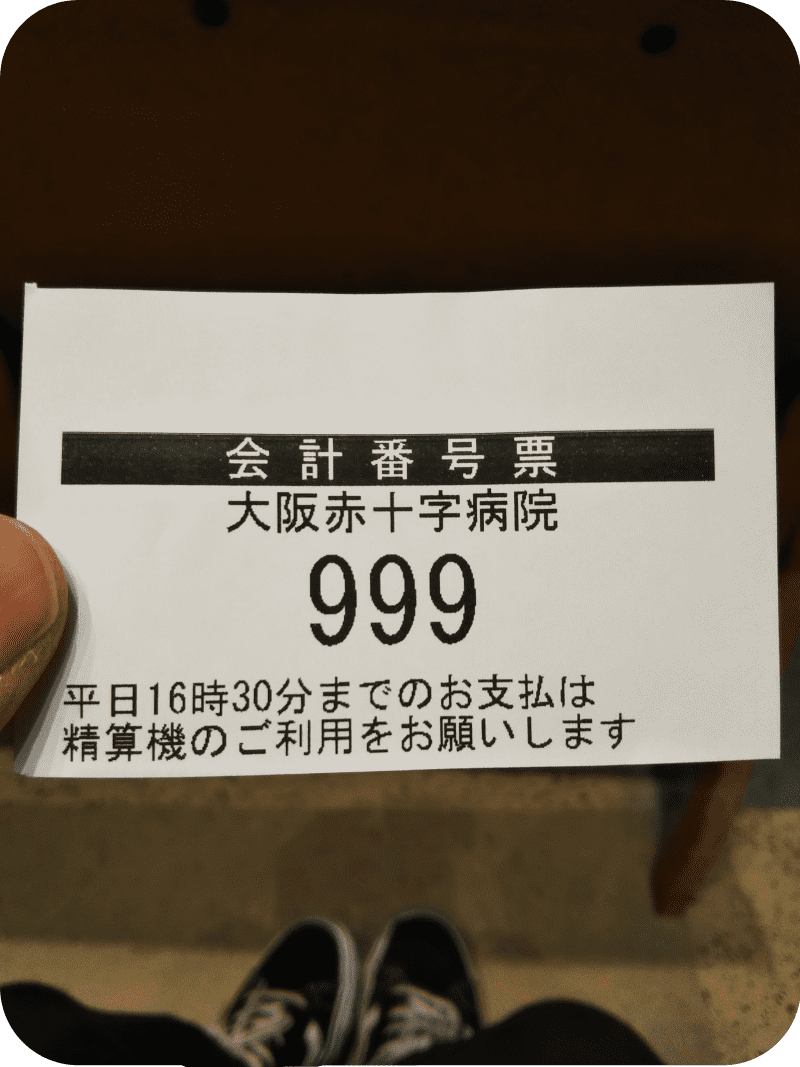 会計番号票
大阪赤十字病院
999
平日16時30分までのお支払は
精算機のご利用をお願いします